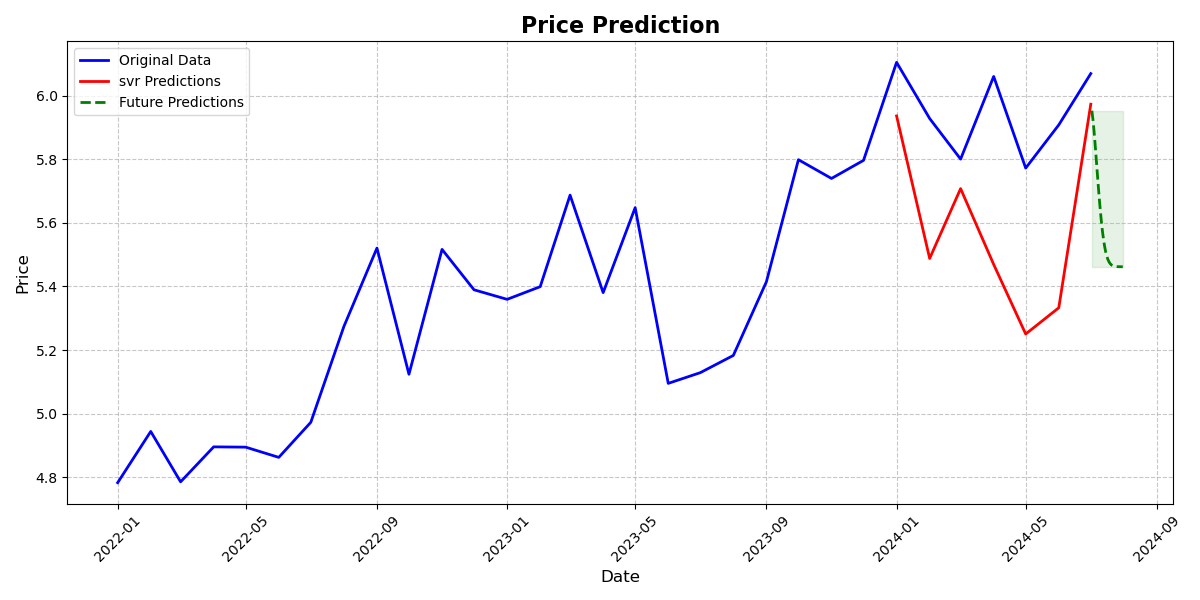 Price Prediction
Original Data
svr Predictions
Future Predictions
Price
6.0
5.8
5.6
5.4
5.2
5.0
4.8
2022-01
2022-05
2022-09
2023-01
2023-05
2023-09
2024-01
2024-05
2024-09
Date